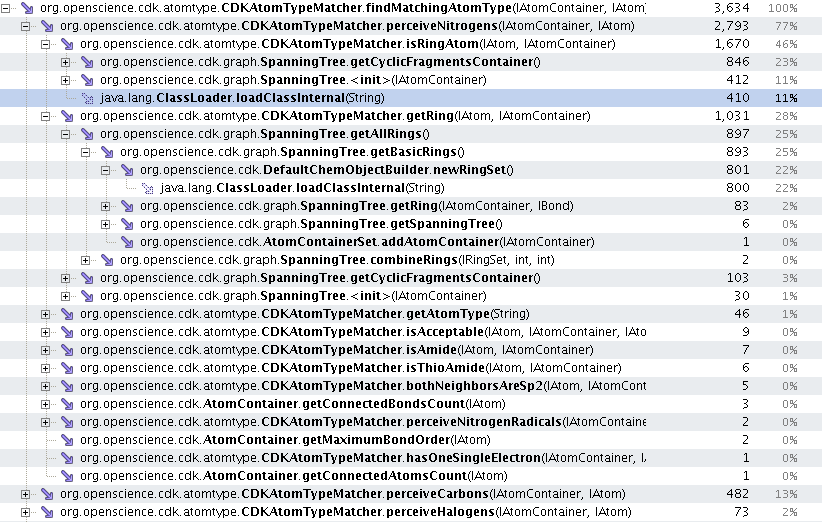 org.openscience.cdk.atomtype.CDKAtomTypeMatcher.findMatchingAtomType(IAtomContainer, IAtom) 3,634 100%
org.openscience.cdk.atomtype.CDKAtomTypeMatcher.perceiveNitrogens(IAtomContainer, IAtom) 2,793 77%
org.openscience.cdk.atomtype.CDKAtomTypeMatcher.isRingAtom(IAtom, IAtomContainer) 1,670 46%
org.openscience.cdk.graph.SpanningTree.getCyclicFragmentsContainer() 846 23%
org.openscience.cdk.graph.SpanningTree.<init>(IAtomContainer) 412 11%
java.lang.ClassLoader.loadClassInternal(String) 410 11%
org.openscience.cdk.atomtype.CDKAtomTypeMatcher.getRing(IAtom, IAtomContainer) 1,031 28%
org.openscience.cdk.graph.SpanningTree.getAllRings() 897 25%
org.openscience.cdk.graph.SpanningTree.getBasicRings() 893 25%
org.openscience.cdk.DefaultChemObjectBuilder.newRingSet() 801 22%
java.lang.ClassLoader.loadClassInternal(String) 800 22%
org.openscience.cdk.graph.SpanningTree.getRing(IAtomContainer, IBond) 83 2%
org.openscience.cdk.graph.SpanningTree.getSpanningTree() 6 0%
org.openscience.cdk.AtomContainerSet.addAtomContainer(IAtomContainer) 1 0%
org.openscience.cdk.graph.SpanningTree.combineRings(IRingSet, int, int) 2 0%
org.openscience.cdk.graph.SpanningTree.getCyclicFragmentsContainer() 103 3%
org.openscience.cdk.graph.SpanningTree.<init>(IAtomContainer) 30 1%
org.openscience.cdk.atomtype.CDKAtomTypeMatcher.getAtomType(String) 46 1%
org.openscience.cdk.atomtype.CDKAtomTypeMatcher.isAcceptable(IAtom, IAtomContainer, IAto 9 0%
org.openscience.cdk.atomtype.CDKAtomTypeMatcher.isAmide(IAtom, IAtomContainer) 7 0%
org.openscience.cdk.atomtype.CDKAtomTypeMatcher.isThioAmide(IAtom, IAtomContainer) 6 0%
org.openscience.cdk.atomtype.CDKAtomTypeMatcher.bothNeighborsAreSp2(IAtom, IAtomCont 5 0%
org.openscience.cdk.AtomContainer.getConnectedBondsCount(IAtom) 3 0%
org.openscience.cdk.atomtype.CDKAtomTypeMatcher.perceiveNitrogenRadicals(IAtomContaine 2 0%
org.openscience.cdk.AtomContainer.getMaximumBondOrder(IAtom) 2 0%
org.openscience.cdk.atomtype.CDKAtomTypeMatcher.hasOneSingleElectron(IAtomContainer, I 1 0%
org.openscience.cdk.AtomContainer.getConnectedAtomsCount(IAtom) 1 0%
org.openscience.cdk.atomtype.CDKAtomTypeMatcher.perceiveCarbons(IAtomContainer, IAtom) 482 13%
org.openscience.cdk.atomtype.CDKAtomTypeMatcher.perceiveHalogens(IAtomContainer, IAtom) 73 2%